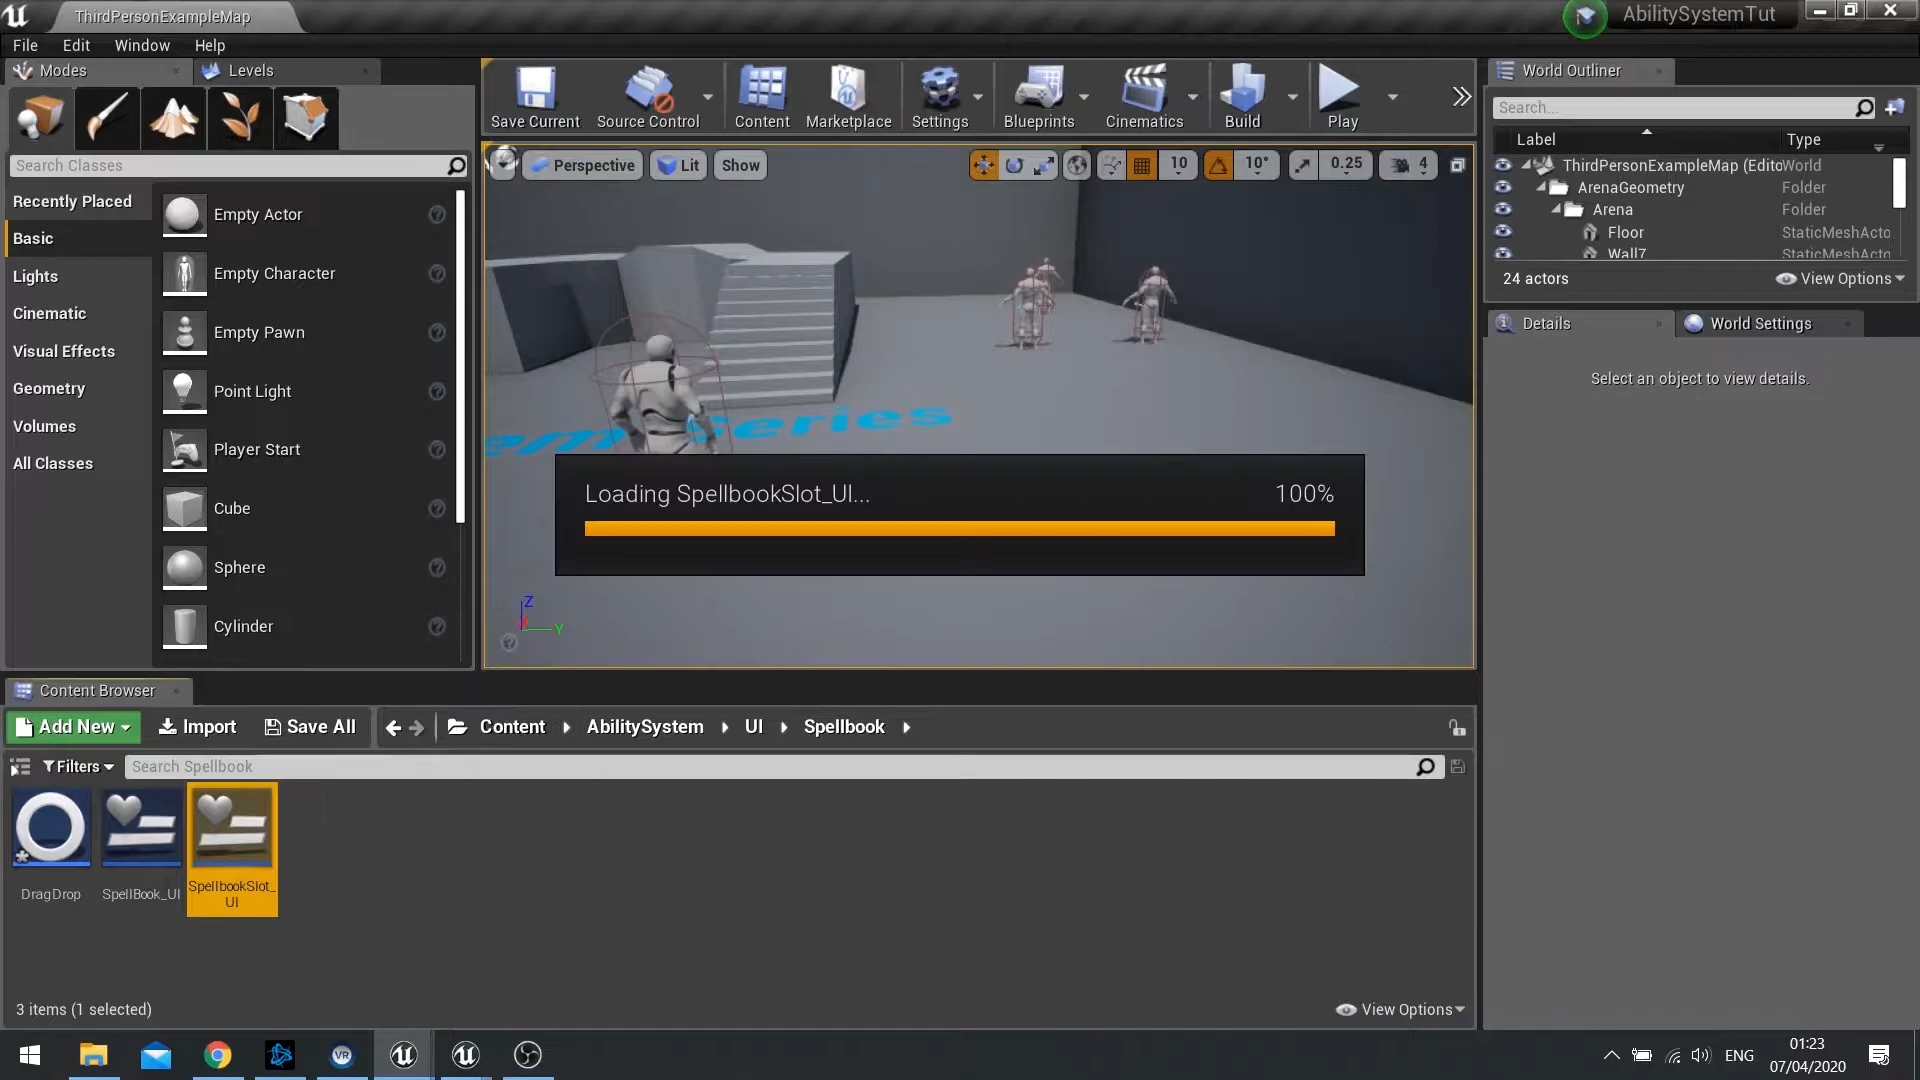 ThirdPersonExampleMap
AbilitySystemTut
File Edit Window Help
Modes
Levels
Search Classes
Recently Placed
Basic
Lights
Cinematic
Visual Effects
Geometry
Volumes
All Classes
Empty Actor
Empty Character
Empty Pawn
Point Light
Player Start
Cube
Sphere
Cylinder
Save Current
Source Control
Content
Marketplace
Settings
Blueprints
Cinematics
Build
Play
Perspective
Lit
Show
10
10°
0.25
4
series
Loading SpellbookSlot_UI... 100%
Z
Y
World Outliner
Search...
Label Type
ThirdPersonExampleMap (Edito World
ArenaGeometry Folder
Arena Folder
Floor StaticMeshActo
Wall7 StaticMeshActo
24 actors
View Options
Details
World Settings
Select an object to view details.
Content Browser
Add New
Import
Save All
Content AbilitySystem UI Spellbook
Filters
Search Spellbook
DragDrop
SpellBook_UI
SpellbookSlot_
UI
3 items (1 selected)
View Options
VR
ENG
01:23
07/04/2020